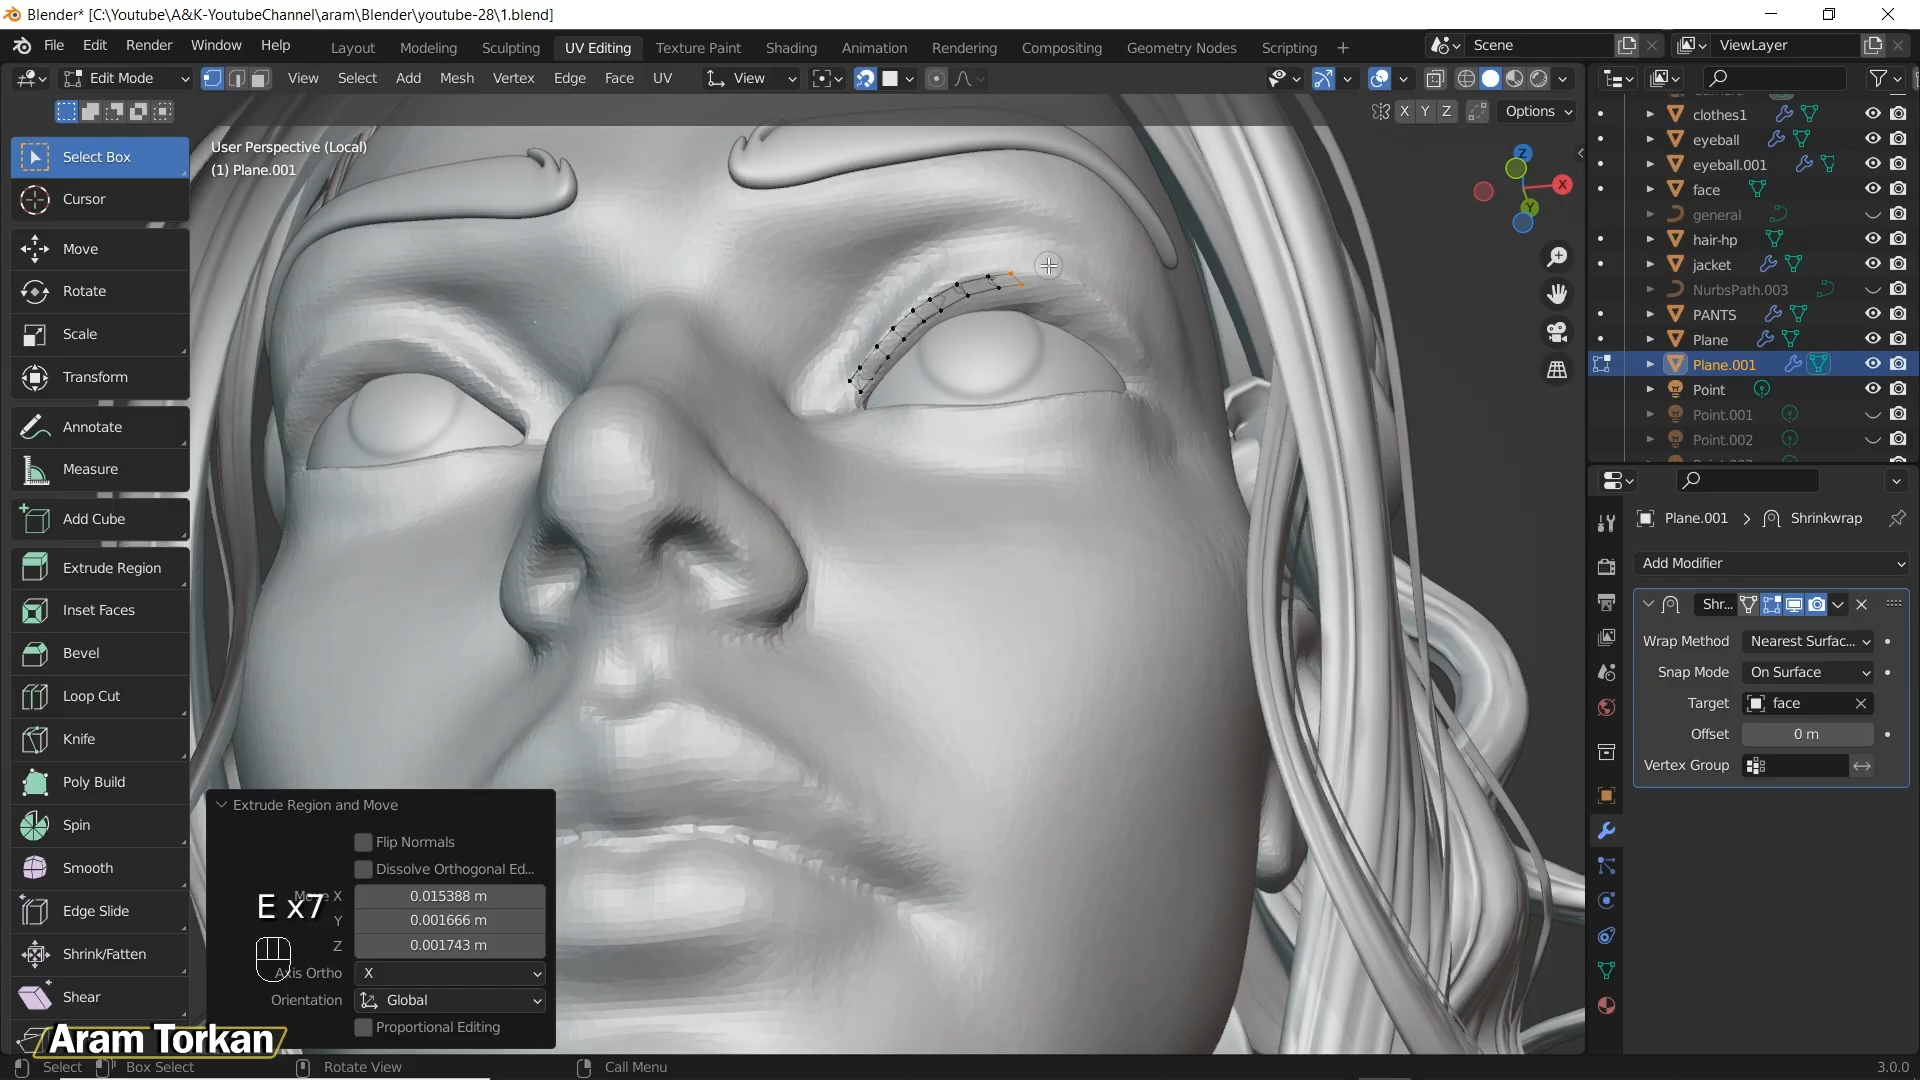 Blender* [C:\Youtube\A&K-YoutubeChannel\aram\Blender\youtube-28\1.blend]
File Edit Render Window Help Layout Modeling Sculpting UV Editing Texture Paint Shading Animation Rendering Compositing Geometry Nodes Scripting + Scene ViewLayer
Edit Mode View Select Add Mesh Vertex Edge Face UV View
X Y Z Options
User Perspective (Local)
(1) Plane.001
Select Box
Cursor
Move
Rotate
Scale
Transform
Annotate
Measure
Add Cube
Extrude Region
Inset Faces
Bevel
Loop Cut
Knife
Poly Build
Spin
Smooth
Edge Slide
Shrink/Fatten
Shear
Aram Torkan
Z
X
Y
Extrude Region and Move
Flip Normals
Dissolve Orthogonal Ed...
Move X 0.015388 m
E x7
Y 0.001666 m
Z 0.001743 m
Axis Ortho X
Orientation Global
Proportional Editing
clothes1
eyeball
eyeball.001
face
general
hair-hp
jacket
NurbsPath.003
PANTS
Plane
Plane.001
Point
Point.001
Point.002
Plane.001 > Shrinkwrap
Add Modifier
Shr...
Wrap Method Nearest Surfac...
Snap Mode On Surface
Target face
Offset 0 m
Vertex Group
Select Box Select Rotate View Call Menu 3.0.0